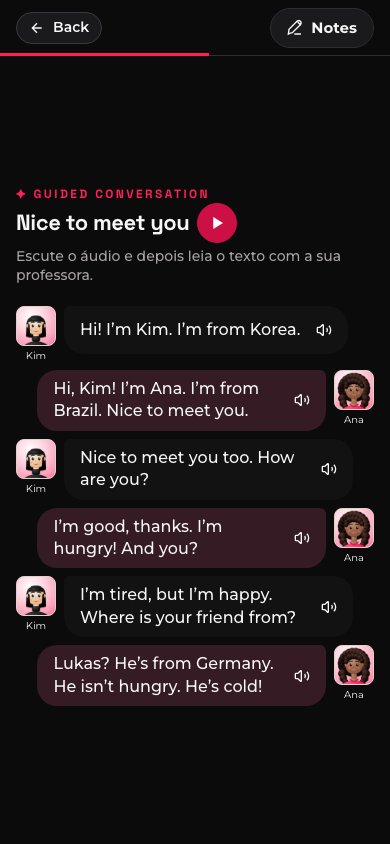 Back
Notes
GUIDED CONVERSATION
Nice to meet you
Escute o áudio e depois leia o texto com a sua
professora.
Hi! I’m Kim. I’m from Korea.
Kim
Hi, Kim! I’m Ana. I’m from
Brazil. Nice to meet you.
Ana
Nice to meet you too. How
are you?
Kim
I’m good, thanks. I’m
hungry! And you?
Ana
I’m tired, but I’m happy.
Where is your friend from?
Kim
Lukas? He’s from Germany.
He isn’t hungry. He’s cold!
Ana